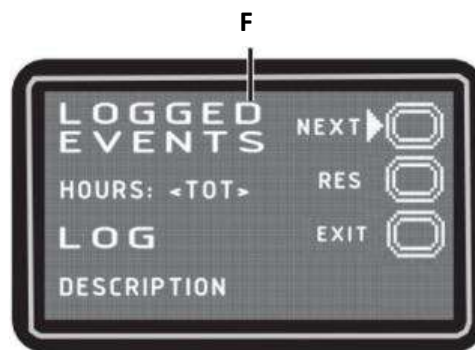 F
LOGGED
EVENTS
NEXT
HOURS: <TOT>
RES
LOG
EXIT
DESCRIPTION